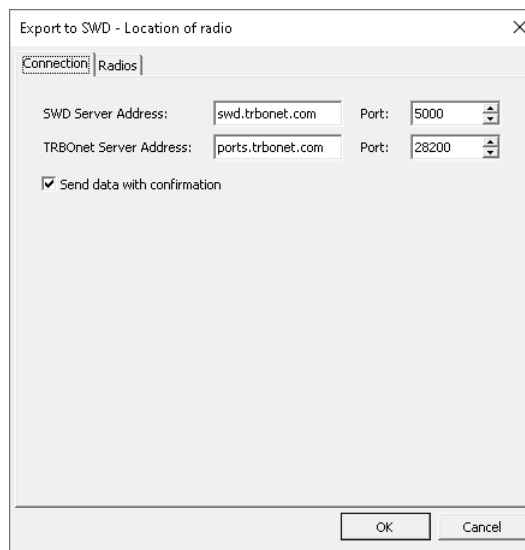 Export to SWD - Location of radio
Connection Radios
SWD Server Address: swd.trbonet.com Port: 5000
TRBOnet Server Address: ports.trbonet.com Port: 28200
Send data with confirmation
OK Cancel